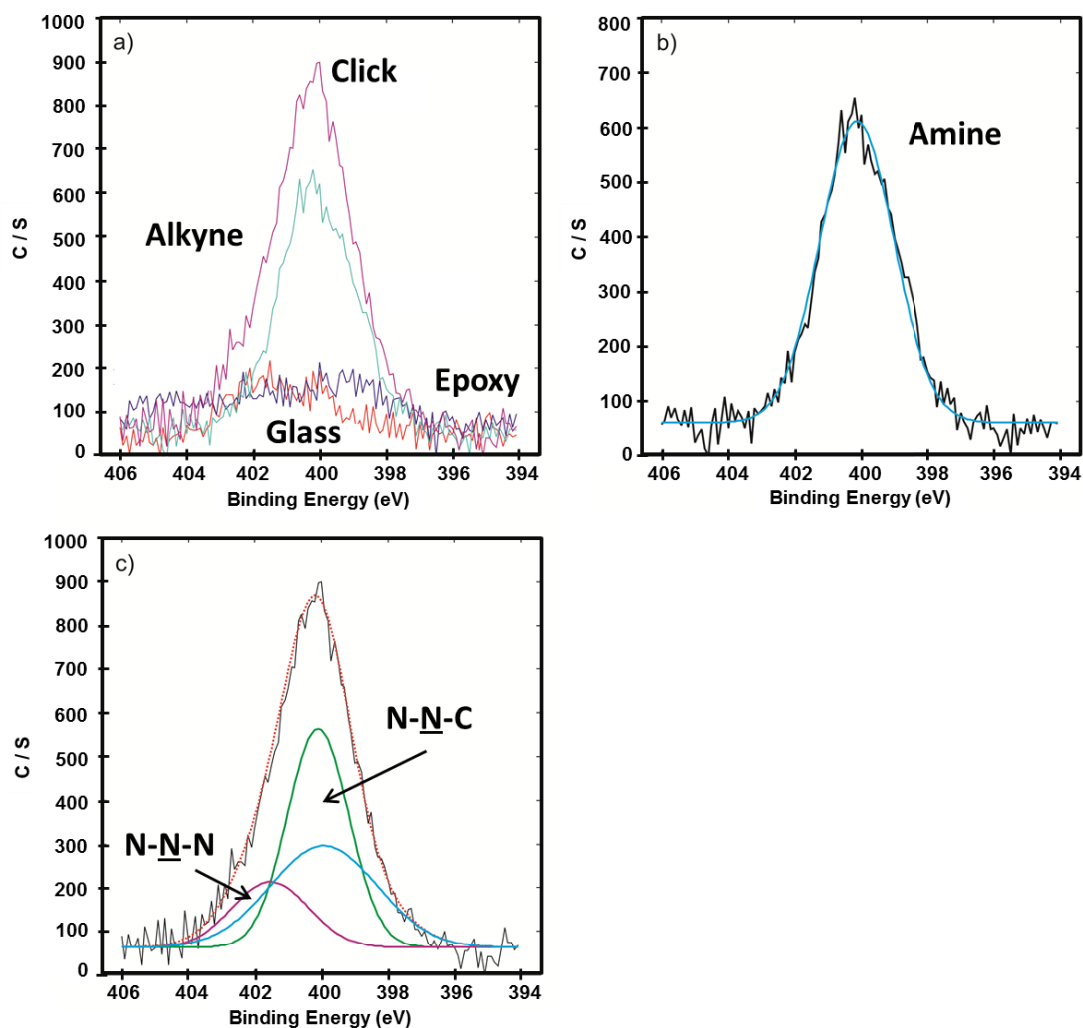 a)
1000
900
800
700
600
500
400
300
200
100
0
C / S
Click
Alkyne
Epoxy
Glass
406 404 402 400 398 396 394
Binding Energy (eV)
b)
800
700
600
500
400
300
200
100
0
C / S
Amine
406 404 402 400 398 396 394
Binding Energy (eV)
c)
1000
900
800
700
600
500
400
300
200
100
0
C / S
N-N-C
N-N-N
406 404 402 400 398 396 394
Binding Energy (eV)